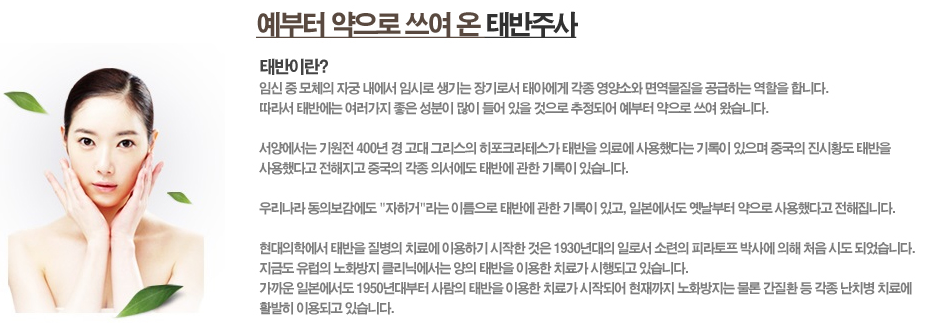 예부터 약으로 쓰여 온 태반주사
태반이란?
임신 중 모체의 자궁 내에서 임시로 생기는 장기로서 태아에게 각종 영양소와 면역물질을 공급하는 역할을 합니다.
따라서 태반에는 여러가지 좋은 성분이 많이 들어 있을 것으로 추정되어 예부터 약으로 쓰여 왔습니다.
서양에서는 기원전 400년 경 고대 그리스의 히포크라테스가 태반을 의료에 사용했다는 기록이 있으며 중국의 진시황도 태반을
사용했다고 전해지고 중국의 각종 의서에도 태반에 관한 기록이 있습니다.
우리나라 동의보감에도 "자하거"라는 이름으로 태반에 관한 기록이 있고, 일본에서도 옛날부터 약으로 사용했다고 전해집니다.
현대의학에서 태반을 질병의 치료에 이용하기 시작한 것은 1930년대의 일로서 소련의 피라토프 박사에 의해 처음 시도 되었습니다.
지금도 유럽의 노화방지 클리닉에서는 양의 태반을 이용한 치료가 시행되고 있습니다.
가까운 일본에서도 1950년대부터 사람의 태반을 이용한 치료가 시작되어 현재까지 노화방지는 물론 간질환 등 각종 난치병 치료에
활발히 이용되고 있습니다.